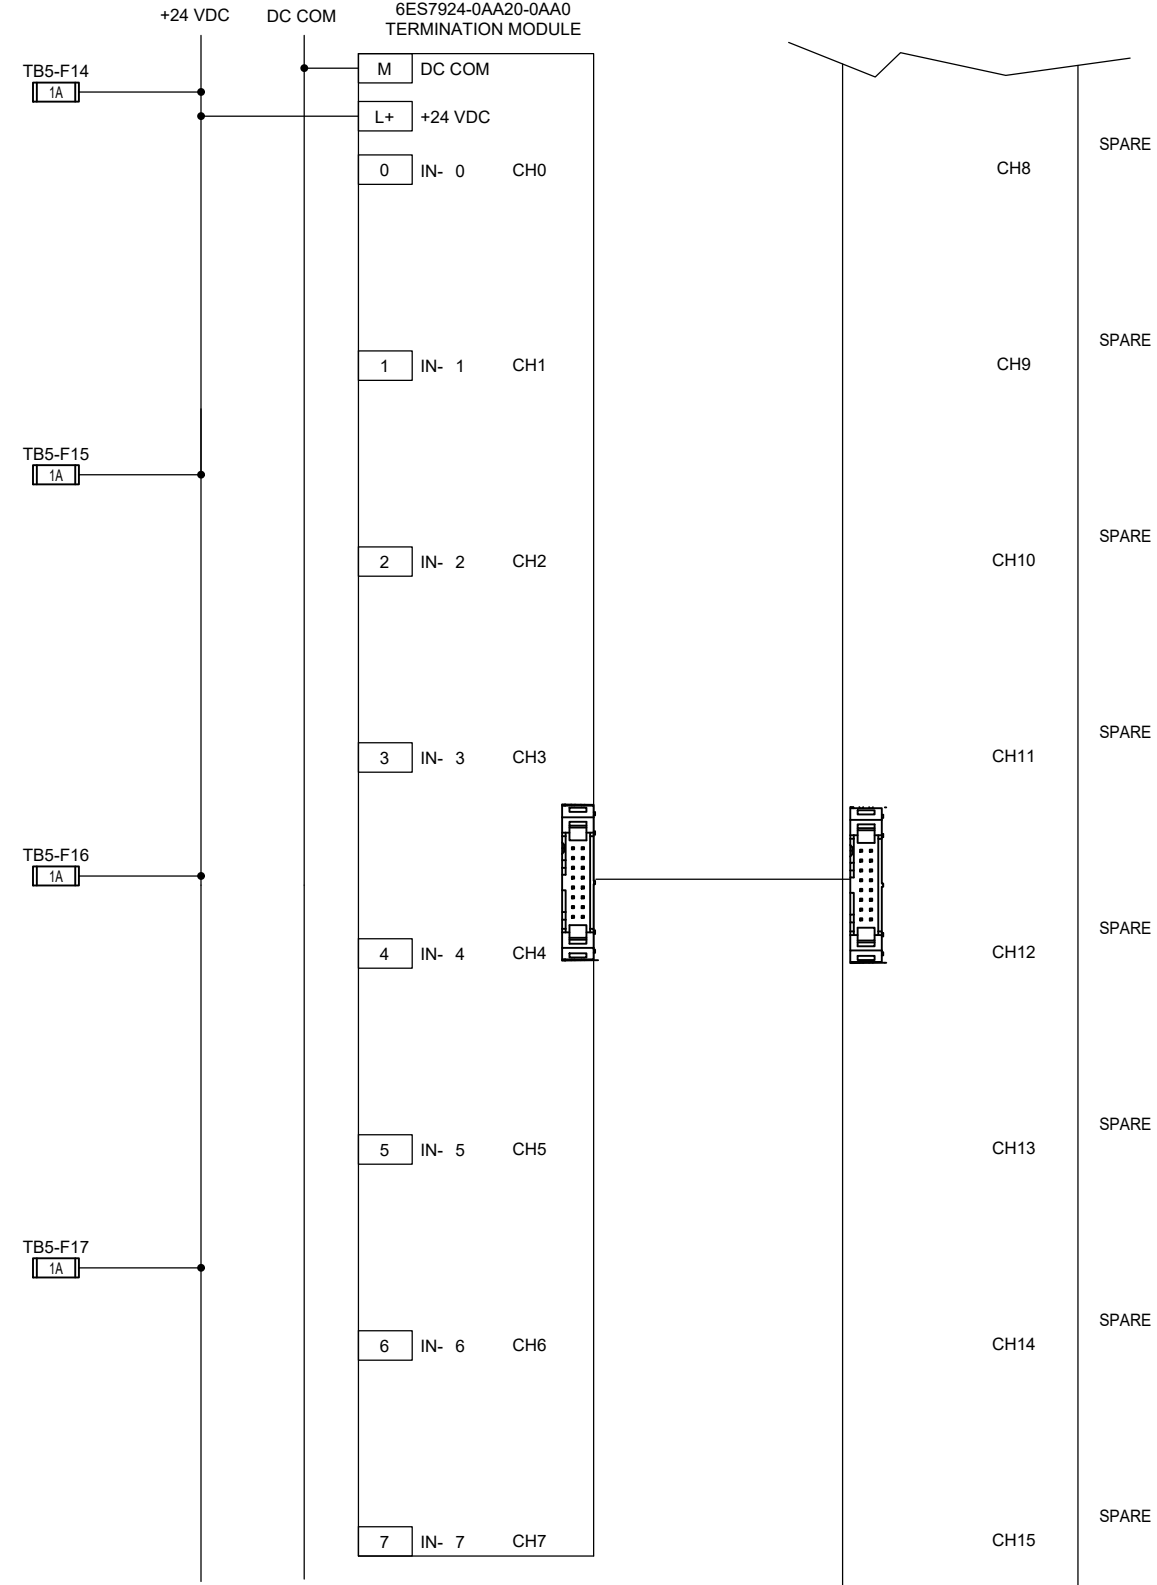 +24 VDC
DC COM
6ES7924-0AA20-0AA0
TERMINATION MODULE
M DC COM
TB5-F14
1A
L+ +24 VDC
SPARE
0 IN- 0 CH0
CH8
SPARE
1 IN- 1 CH1
CH9
TB5-F15
1A
SPARE
2 IN- 2 CH2
CH10
SPARE
3 IN- 3 CH3
CH11
TB5-F16
1A
SPARE
4 IN- 4 CH4
CH12
SPARE
5 IN- 5 CH5
CH13
TB5-F17
1A
SPARE
6 IN- 6 CH6
CH14
SPARE
7 IN- 7 CH7
CH15